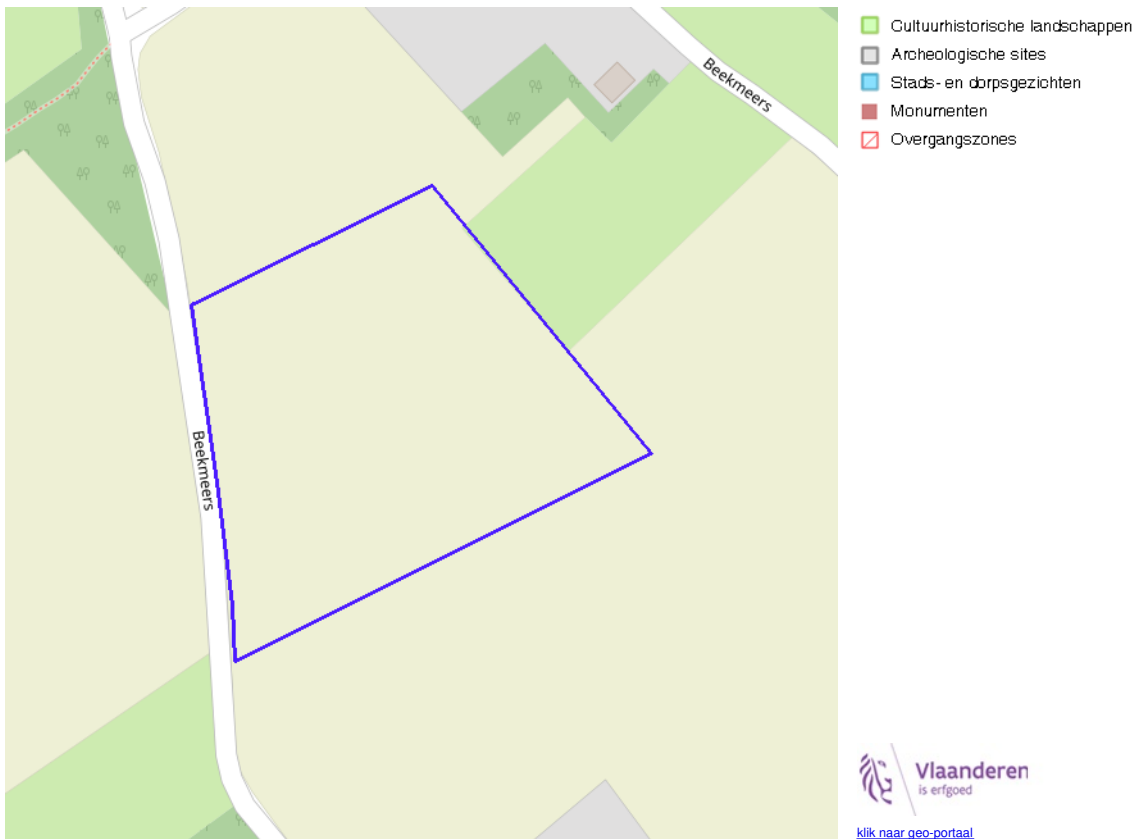 Beekmeers
Beekmeers
Cultuurhistorische landschappen
Archeologische sites
Stads- en dorpsgezichten
Monumenten
Overgangszones
Vlaanderen
is erfgoed
klik naar geo-portaal